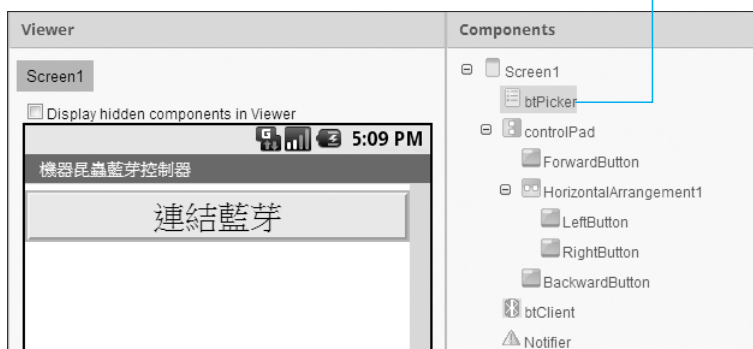 Viewer
Screen1
Display hidden components in Viewer
5:09 PM
機器昆蟲藍芽控制器
連結藍芽
Components
Screen1
btPicker
controlPad
ForwardButton
HorizontalArrangement1
LeftButton
RightButton
BackwardButton
btClient
Notifier